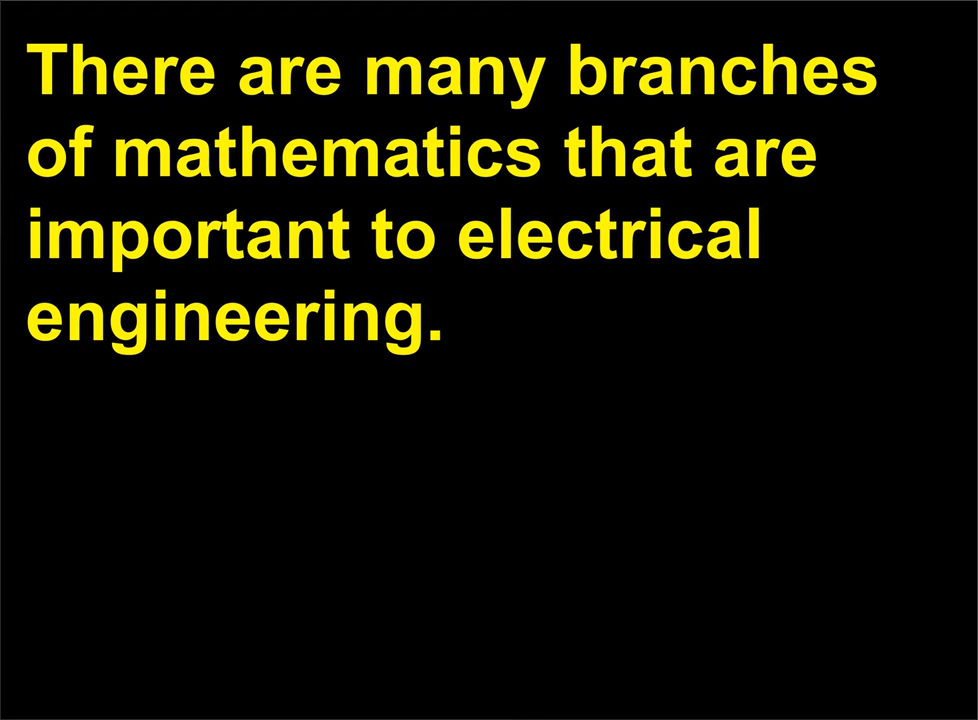 There are many branches
of mathematics that are
important to electrical
engineering.